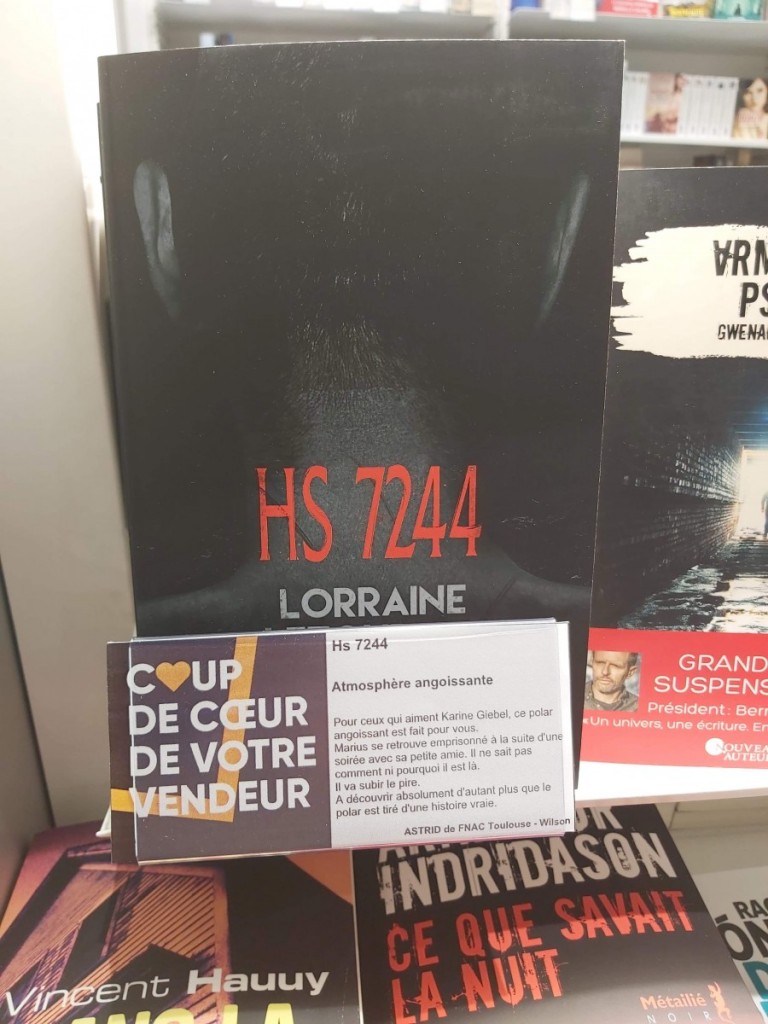 HS 7244
LORRAINE
COUP
DE CŒUR
DE VOTRE
VENDEUR
Hs 7244
Atmosphère angoissante
Pour ceux qui aiment Karine Giebel, ce polar
angoissant est fait pour vous.
Marius se retrouve emprisonné à la suite d'une
soirée avec sa petite amie. Il ne sait pas
comment ni pourquoi il est là.
Il va subir le pire.
A découvrir absolument d'autant plus que le
polar est tiré d'une histoire vraie.
ASTRID de FNAC Toulouse - Wilson
GRAND
SUSPENS
Président: Bern
« Un univers, une écriture. En
NOUVEAU
AUTEU
INDRIDASON
CE QUE SAVAIT
LA NUIT
Métailié
NOIR
Vincent Hauuy